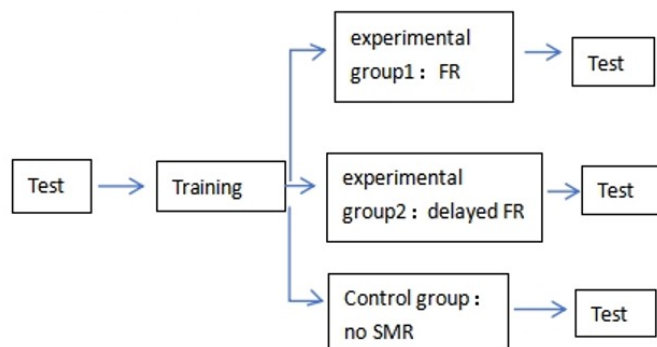 experimental
group1：FR
Test
Test
Training
experimental
group2：delayed FR
Test
Control group：
no SMR
Test